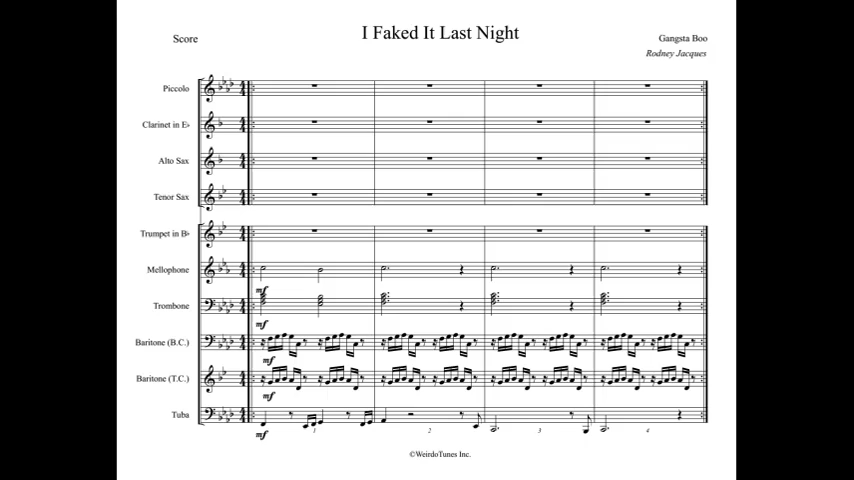 I Faked It Last Night
Score
Gangsta Boo
Rodney Jacques
Piccolo
Clarinet in E♭
Alto Sax
Tenor Sax
Trumpet in B♭
Mellophone
mf
Trombone
mf
Baritone (B.C.)
mf
Baritone (T.C.)
mf
Tuba
mf
1 2 3 4
©WeirdoTunes Inc.